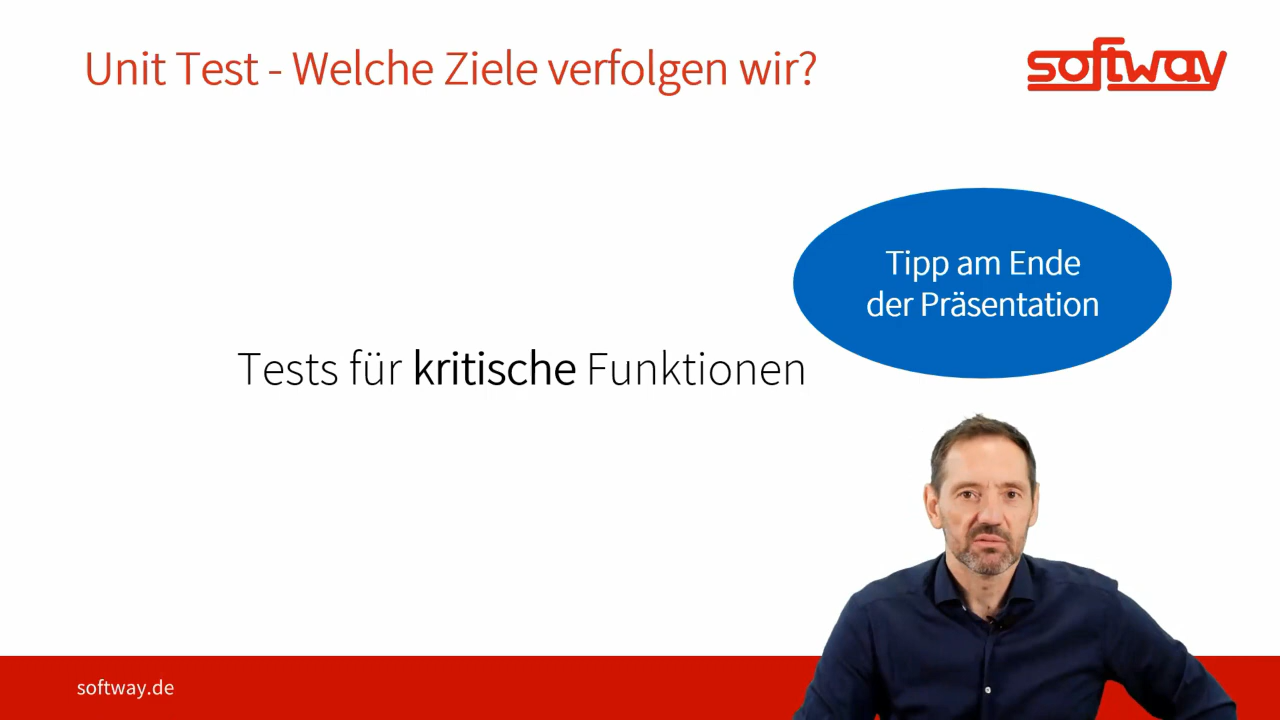 Unit Test - Welche Ziele verfolgen wir?
softway
Tipp am Ende
der Präsentation
Tests für kritische Funktionen
softway.de